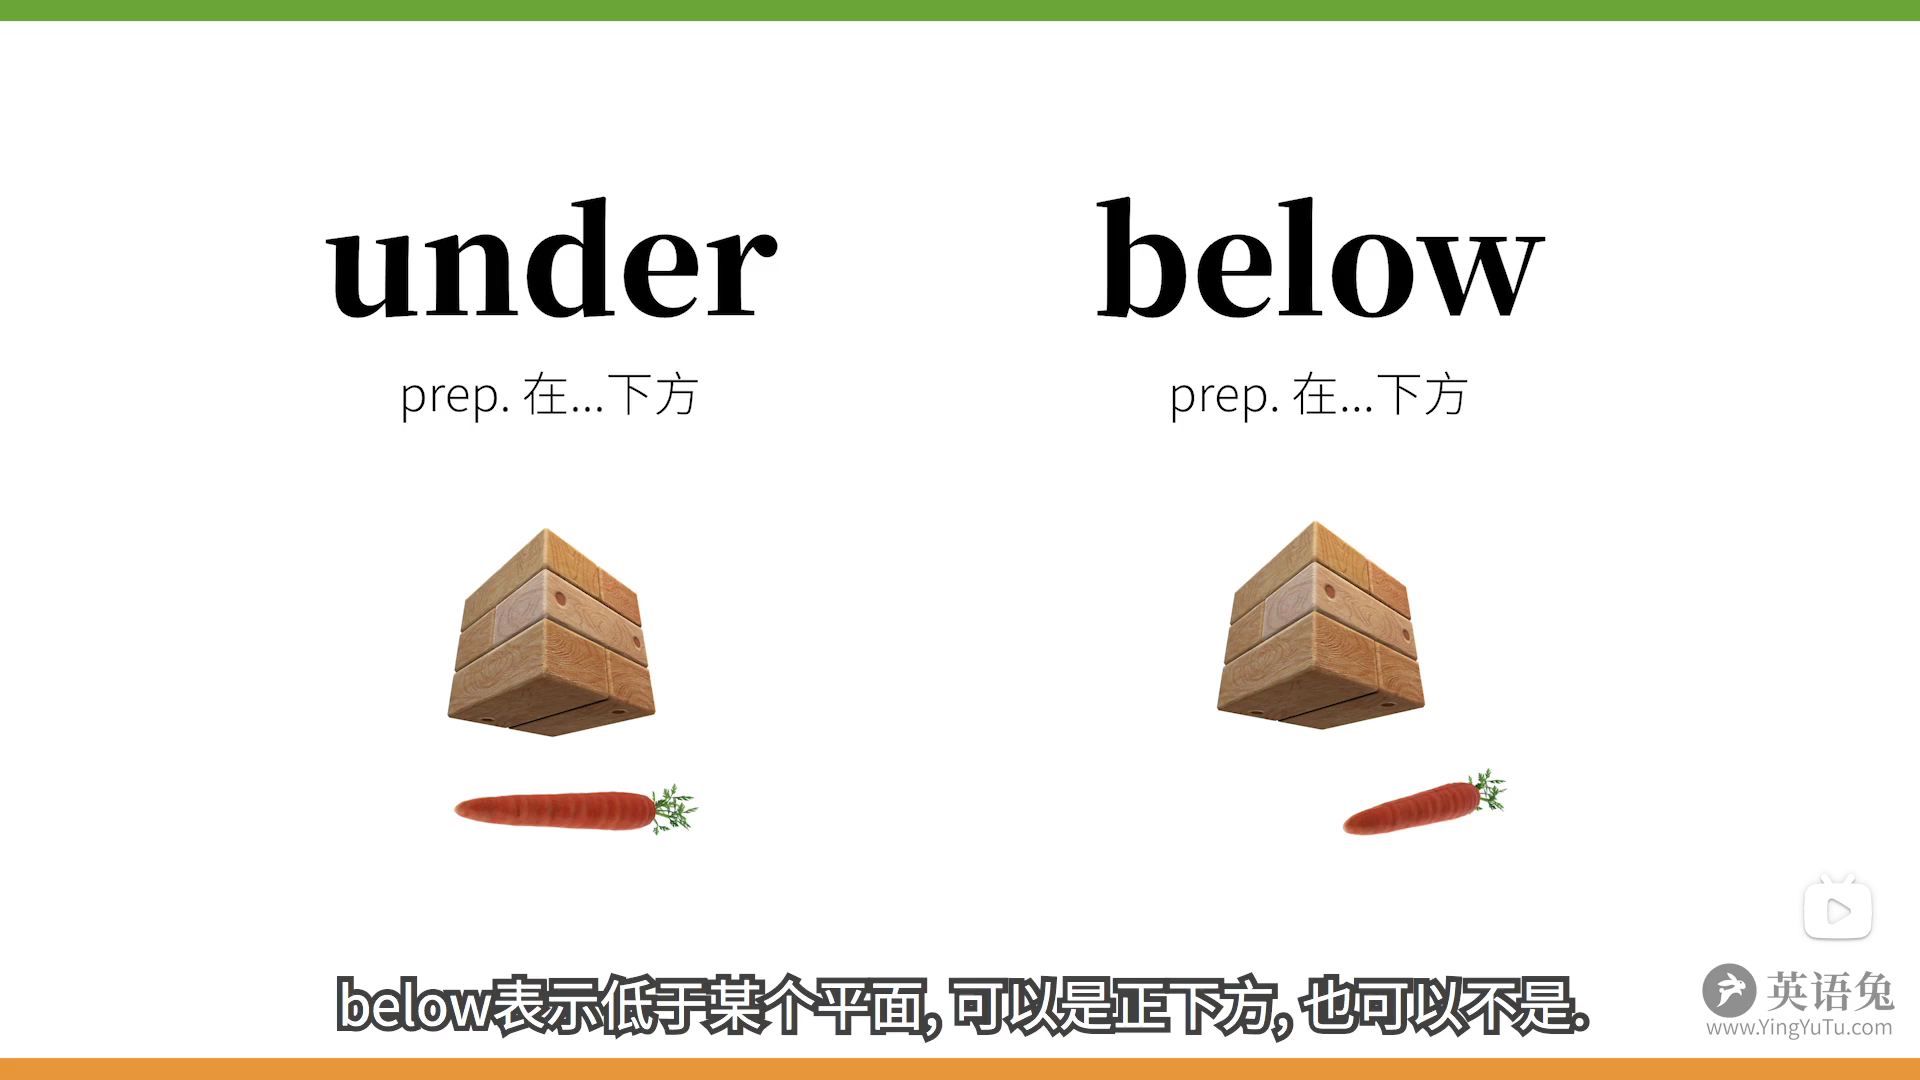 under
below
prep. 在...下方
prep. 在...下方
below表示低于某个平面, 可以是正下方, 也可以不是.
英语兔
www.YingYuTu.com